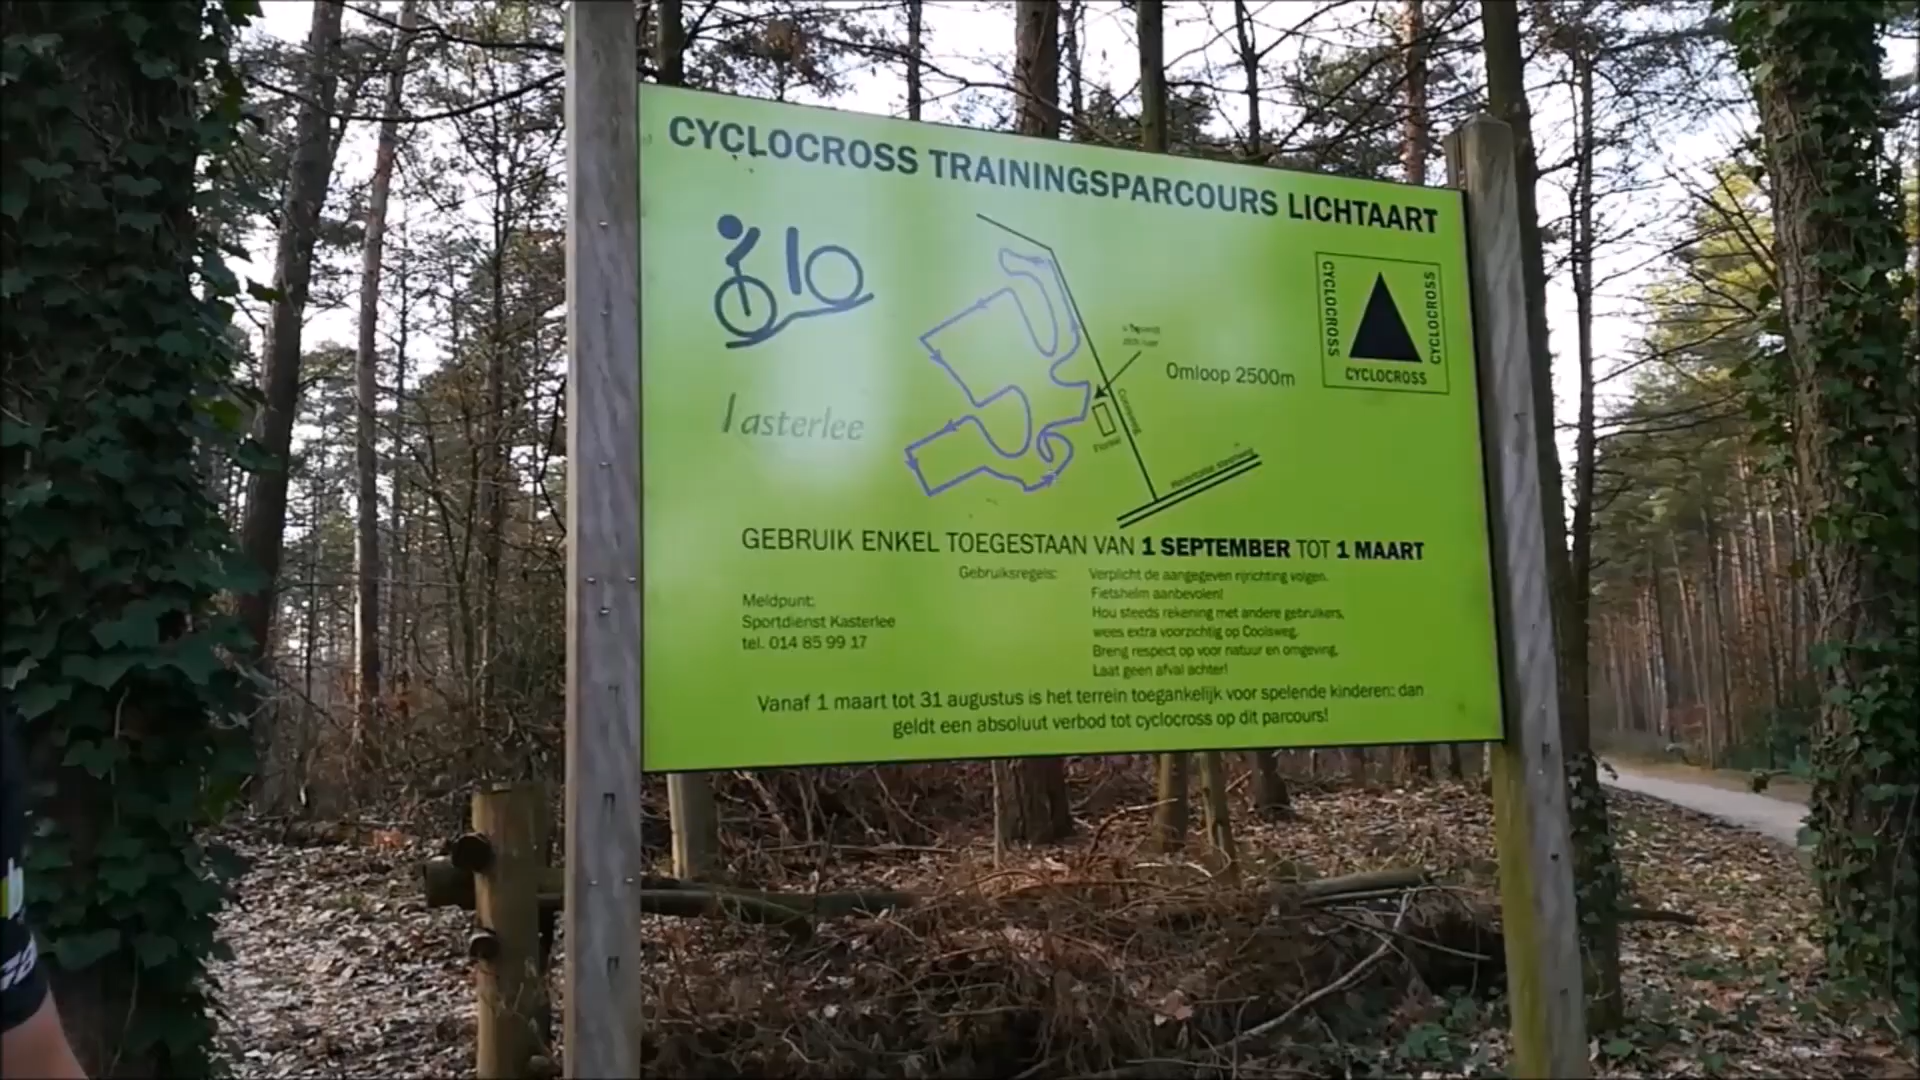 CYCLOCROSS TRAININGSPARCOURS LICHTAART
CYCLOCROSS
CYCLOCROSS
CYCLOCROSS
Omloop 2500m
asterlee
GEBRUIK ENKEL TOEGESTAAN VAN 1 SEPTEMBER TOT 1 MAART
Gebruiksregels:
Verplicht de aangegeven rijrichting volgen.
Fietshelm aanbevolen!
Hou steeds rekening met andere gebruikers,
wees extra voorzichtig op Coolsweg.
Breng respect op voor natuur en omgeving,
Laat geen afval achter!
Meldpunt:
Sportdienst Kasterlee
tel. 014 85 99 17
Vanaf 1 maart tot 31 augustus is het terrein toegankelijk voor spelende kinderen: dan
geldt een absoluut verbod tot cyclocross op dit parcours!